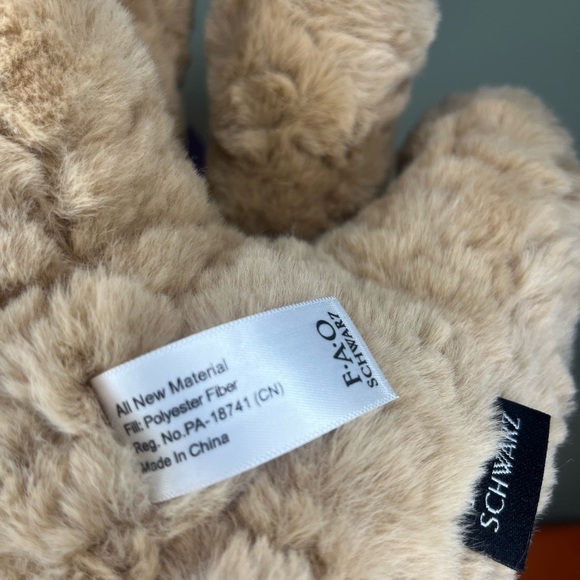 All New Material
Fill: Polyester Fiber
Reg. No.PA-18741 (CN)
Made In China
F·A·O
SCHWARZ
SCHWARZ